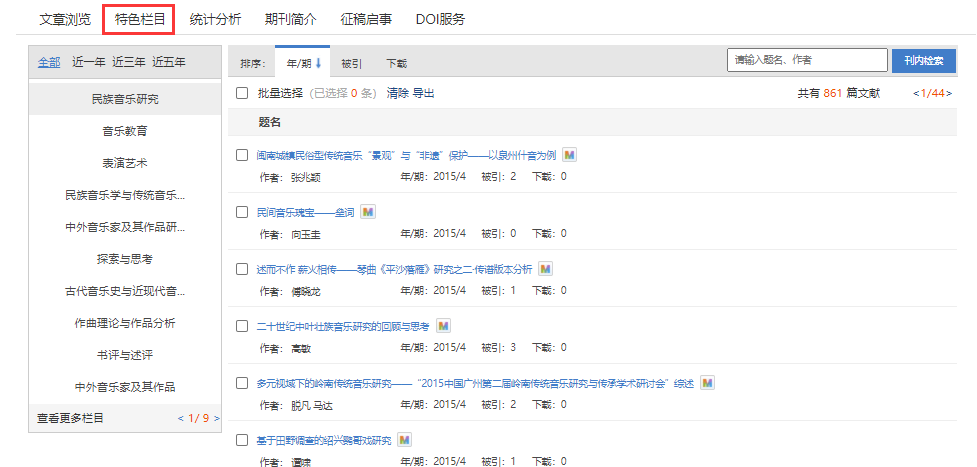 文章浏览 特色栏目 统计分析 期刊简介 征稿启事 DOI服务
全部 近一年 近三年 近五年
民族音乐研究
音乐教育
表演艺术
民族音乐学与传统音乐...
中外音乐家及其作品研...
探索与思考
古代音乐史与近现代音...
作曲理论与作品分析
书评与述评
中外音乐家及其作品
查看更多栏目 < 1/ 9 >
排序: 年/期 ↓ 被引 下载 请输入题名、作者 刊内检索
批量选择 (已选择 0 条) 清除 导出 共有 861 篇文献 <1/44>
题名
闽南城镇民俗型传统音乐“景观”与“非遗”保护——以泉州什音为例 M
作者: 张兆颖 年/期: 2015/4 被引: 2 下载: 0
民间音乐瑰宝——垒词 M
作者: 向玉圭 年/期: 2015/4 被引: 0 下载: 0
述而不作 薪火相传——琴曲《平沙落雁》研究之二·传谱版本分析 M
作者: 傅晓龙 年/期: 2015/4 被引: 1 下载: 0
二十世纪中叶壮族音乐研究的回顾与思考 M
作者: 高敏 年/期: 2015/4 被引: 3 下载: 0
多元视域下的岭南传统音乐研究——“2015中国广州第二届岭南传统音乐研究与传承学术研讨会”综述 M
作者: 脱凡 马达 年/期: 2015/4 被引: 2 下载: 0
基于田野调查的绍兴鹦哥戏研究 M
作者: 年/期: 2015/4 被引: 1 下载: 0